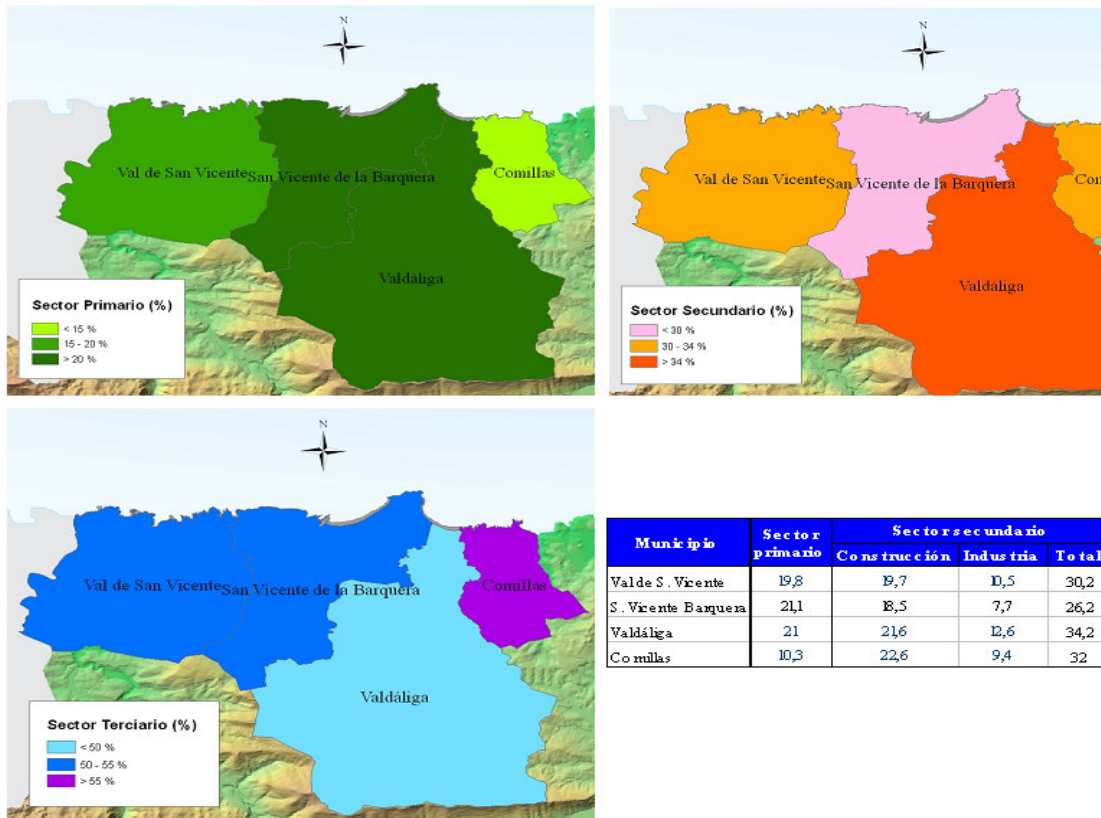 N
Val de San Vicente
San Vicente de la Barquera
Comillas
Valdáliga
Sector Primario (%)
< 15 %
15 - 20 %
> 20 %
N
Val de San Vicente
San Vicente de la Barquera
Com
Valdáliga
Sector Secundario (%)
< 30 %
30 - 34 %
> 34 %
N
Val de San Vicente
San Vicente de la Barquera
Comillas
Valdáliga
Sector Terciario (%)
< 50 %
50 - 55 %
> 55 %
Municipio Sector primario Sector secundario
Construcción Industria Total
Val de S. Vicente 19,8 19,7 10,5 30,2
S. Vicente Barquera 21,1 18,5 7,7 26,2
Valdáliga 21 21,6 12,6 34,2
Comillas 10,3 22,6 9,4 32